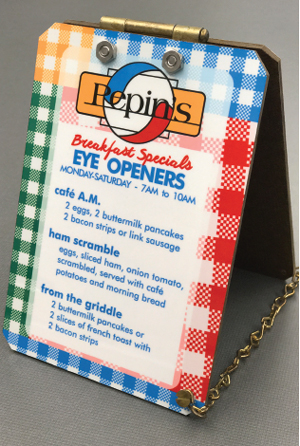 Pepin's
Breakfast Specials
EYE OPENERS
MONDAY-SATURDAY - 7AM to 10AM
café A.M.
2 eggs, 2 buttermilk pancakes
2 bacon strips or link sausage
ham scramble
eggs, sliced ham, onion tomato,
scrambled, served with café
potatoes and morning bread
from the griddle
2 buttermilk pancakes or
2 slices of french toast with
2 bacon strips